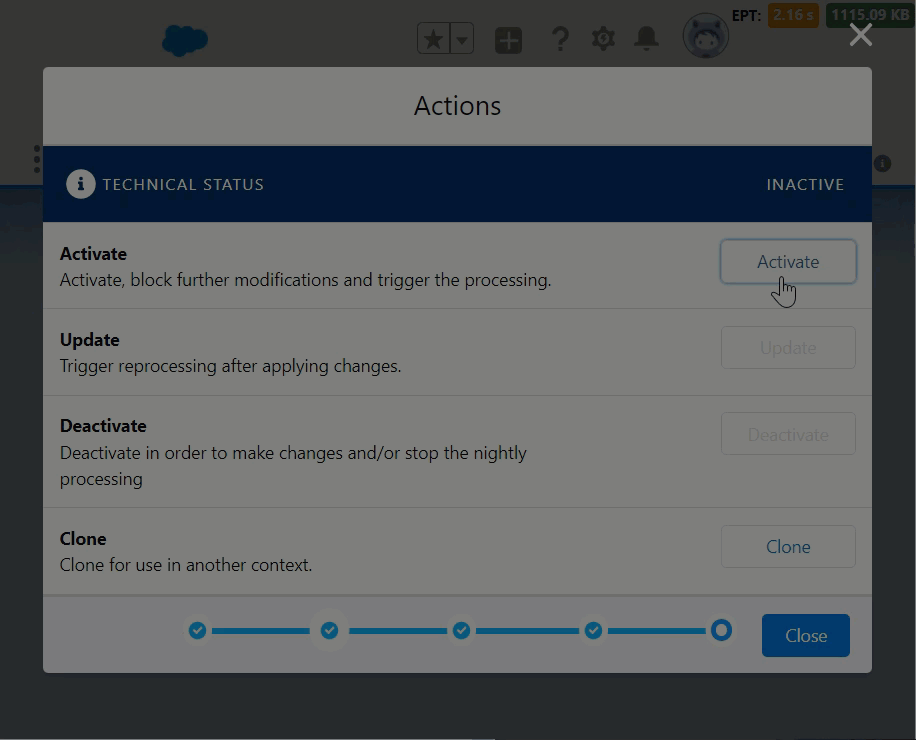 EPT: 2.16 s 1115.09 KB
Actions
TECHNICAL STATUS INACTIVE
Activate
Activate, block further modifications and trigger the processing.
Activate
Update
Trigger reprocessing after applying changes.
Update
Deactivate
Deactivate in order to make changes and/or stop the nightly
processing
Deactivate
Clone
Clone for use in another context.
Clone
Close